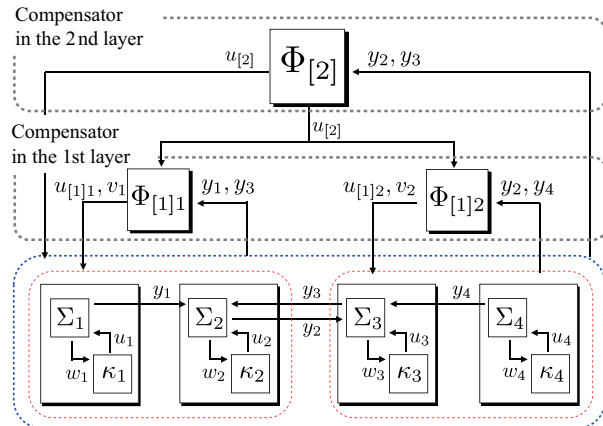 Compensator
in the 2nd layer
u[2]
Φ[2]
y2, y3
u[2]
Compensator
in the 1st layer
u[1]1, v1
Φ[1]1
y1, y3
u[1]2, v2
Φ[1]2
y2, y4
Σ1
y1
Σ2
y3
y2
Σ3
y4
Σ4
u1
u2
u3
u4
w1
κ1
w2
κ2
w3
κ3
w4
κ4